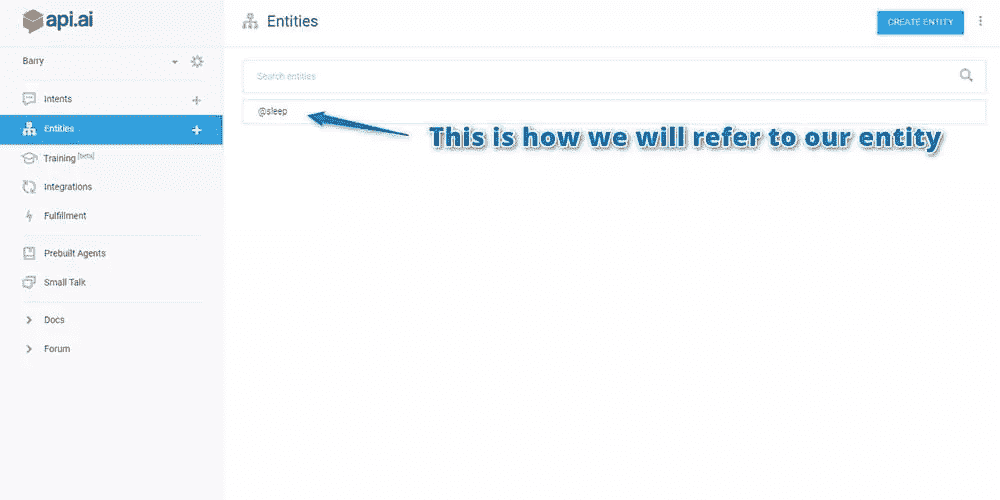 api.ai
Entities
CREATE ENTITY
Barry
Search entities
Intents
@sleep
Entities
This is how we will refer to our entity
Training [beta]
Integrations
Fulfillment
Prebuilt Agents
Small Talk
Docs
Forum